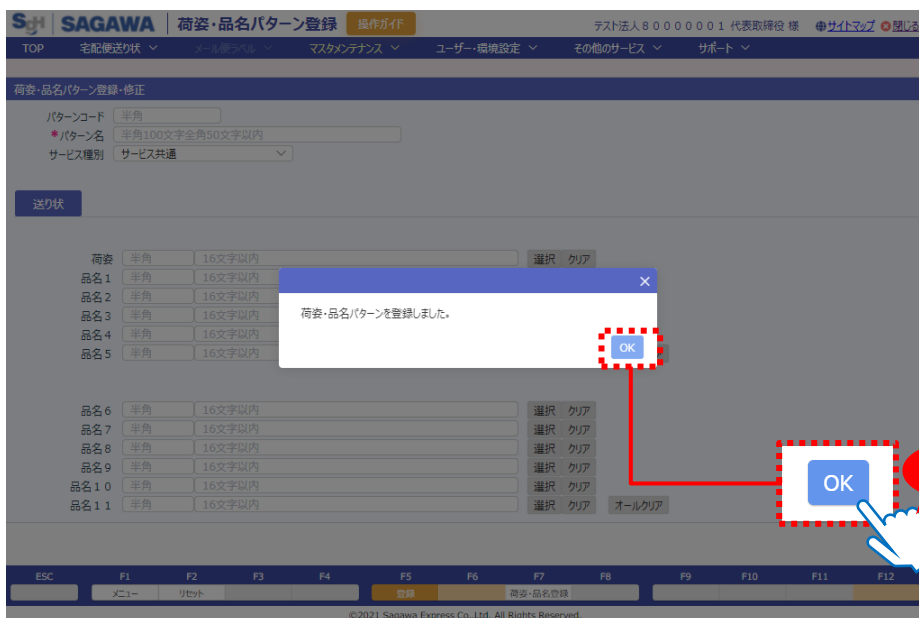 SGH SAGAWA 荷姿・品名パターン登録 操作ガイド テスト法人８００００００１ 代表取締役 様 サイトマップ 閉じる
TOP 宅配便送り状 メール便ラベル マスタメンテナンス ユーザー・環境設定 その他のサービス サポート
荷姿・品名パターン登録・修正
パターンコード 半角
*パターン名 半角100文字全角50文字以内
サービス種別 サービス共通
送り状
荷姿 半角 16文字以内 選択 クリア
品名１ 半角 16文字以内
品名２ 半角 16文字以内
品名３ 半角 16文字以内
荷姿・品名パターンを登録しました。
品名４ 半角 16文字以内
品名５ 半角 16文字以内
OK
品名６ 半角 16文字以内 選択 クリア
品名７ 半角 16文字以内 選択 クリア
品名８ 半角 16文字以内 選択 クリア
品名９ 半角 16文字以内 選択 クリア
品名１０ 半角 16文字以内 選択 クリア
品名１１ 半角 16文字以内 選択 クリア オールクリア
OK
ESC F1 F2 F3 F4 F5 F6 F7 F8 F9 F10 F11 F12
メニュー リセット 登録 荷姿・品名登録
©2021 Sagawa Express Co.,Ltd. All Rights Reserved.